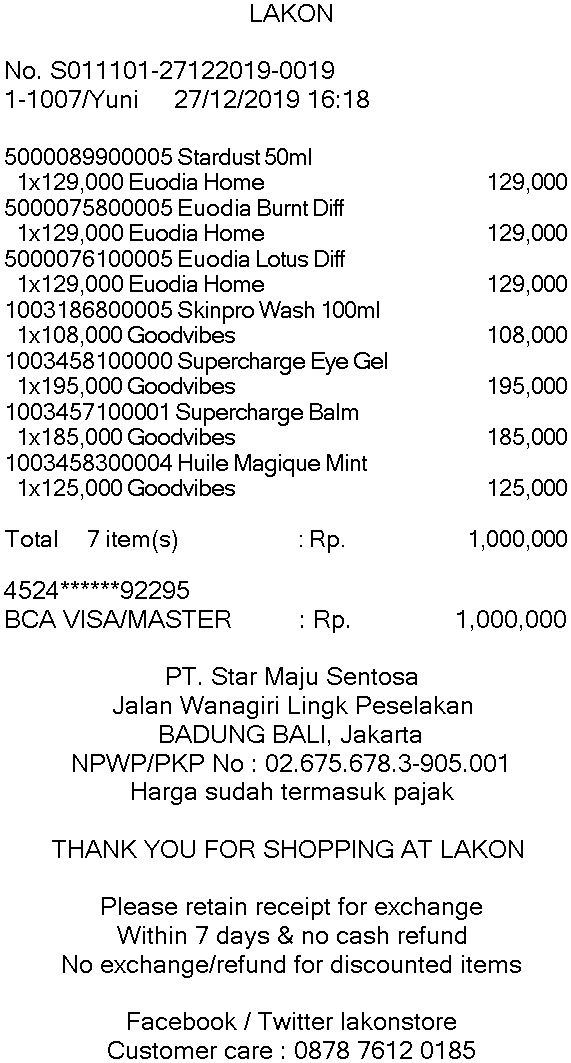 LAKON
No. S011101-27122019-0019
1-1007/Yuni 27/12/2019 16:18
5000089900005 Stardust 50ml
1x129,000 Euodia Home 129,000
5000075800005 Euodia Burnt Diff
1x129,000 Euodia Home 129,000
5000076100005 Euodia Lotus Diff
1x129,000 Euodia Home 129,000
1003186800005 Skinpro Wash 100ml
1x108,000 Goodvibes 108,000
1003458100000 Supercharge Eye Gel
1x195,000 Goodvibes 195,000
1003457100001 Supercharge Balm
1x185,000 Goodvibes 185,000
1003458300004 Huile Magique Mint
1x125,000 Goodvibes 125,000
Total 7 item(s) : Rp. 1,000,000
4524******92295
BCA VISA/MASTER : Rp. 1,000,000
PT. Star Maju Sentosa
Jalan Wanagiri Lingk Peselakan
BADUNG BALI, Jakarta
NPWP/PKP No : 02.675.678.3-905.001
Harga sudah termasuk pajak
THANK YOU FOR SHOPPING AT LAKON
Please retain receipt for exchange
Within 7 days & no cash refund
No exchange/refund for discounted items
Facebook / Twitter lakonstore
Customer care : 0878 7612 0185